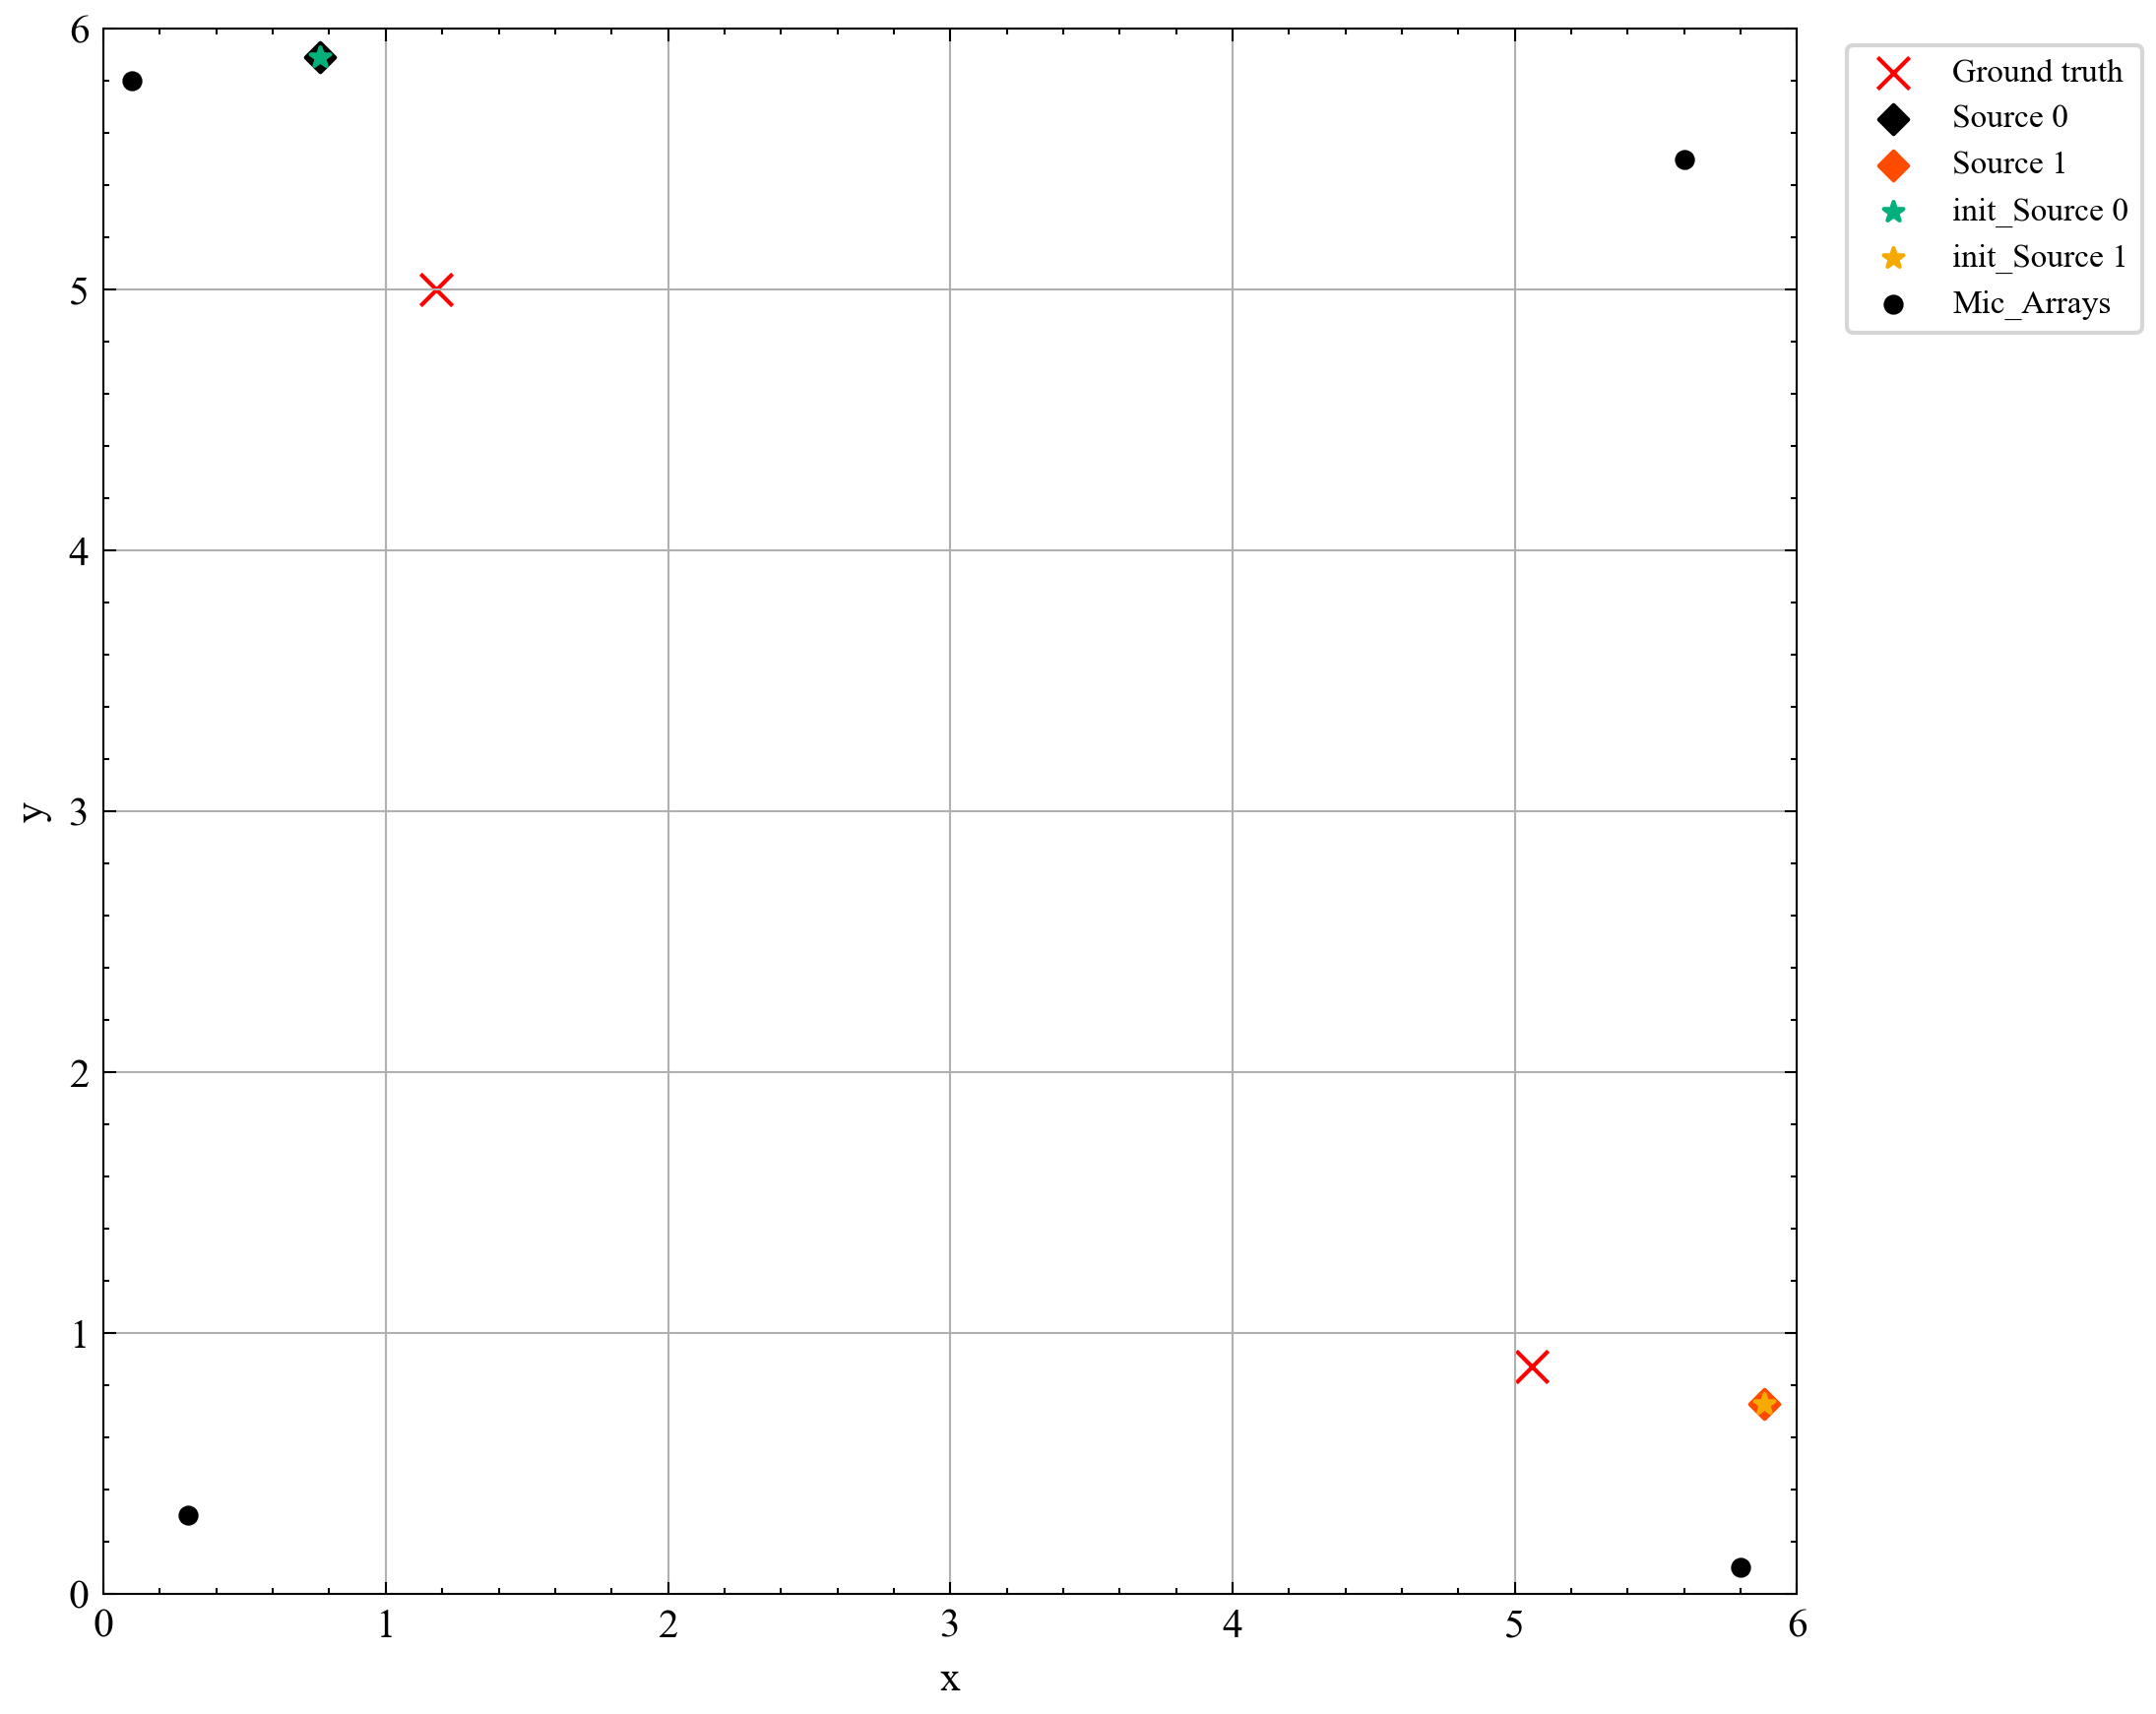 6
5
4
3
2
1
0
y
0 1 2 3 4 5 6
x
Ground truth
Source 0
Source 1
init_Source 0
init_Source 1
Mic_Arrays